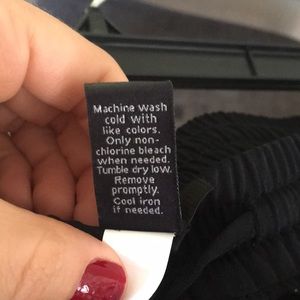 Machine wash
cold with
like colors.
Only non-
chlorine bleach
when needed.
Tumble dry low.
Remove
promptly.
Cool iron
if needed.